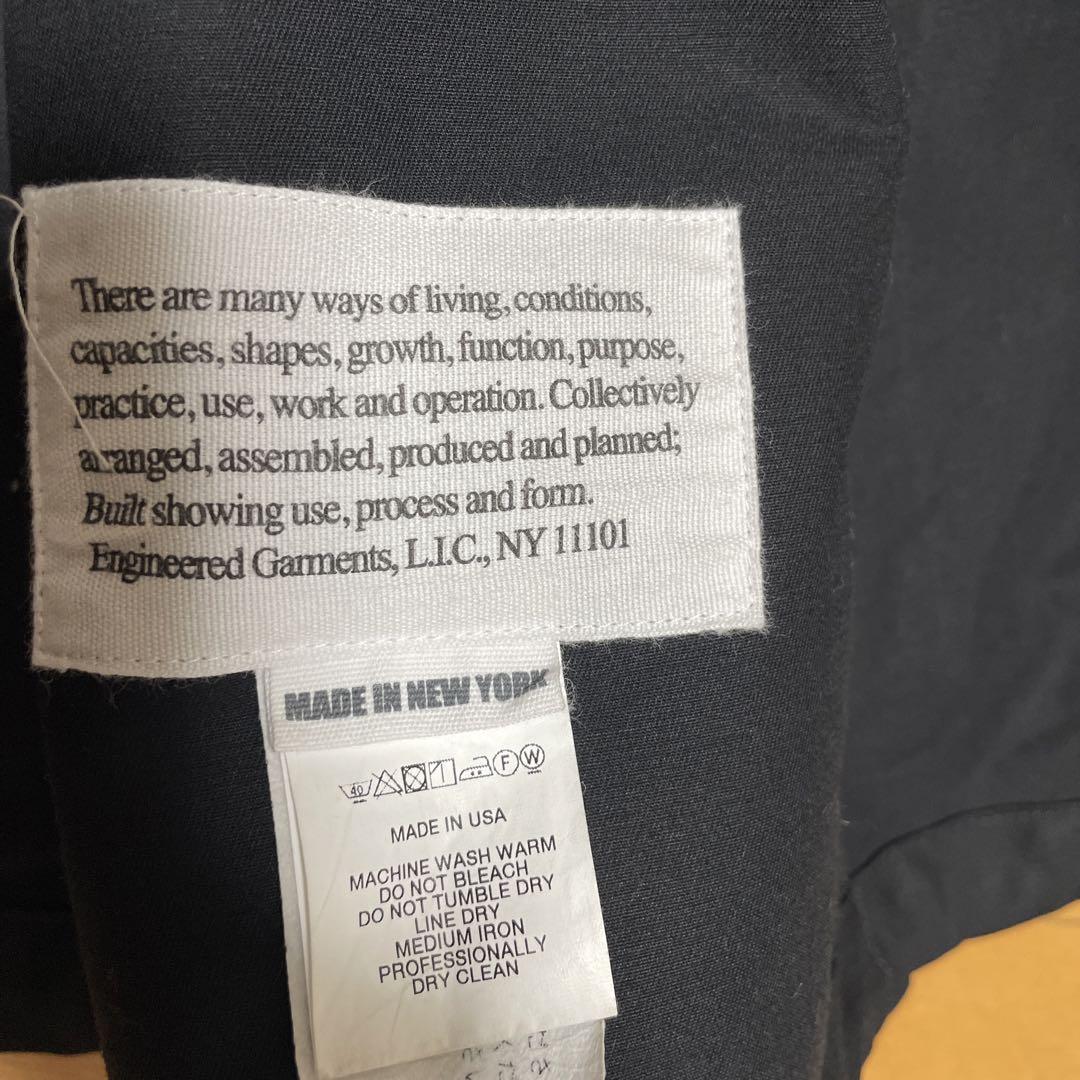 There are many ways of living, conditions,
capacities, shapes, growth, function, purpose,
practice, use, work and operation. Collectively
arranged, assembled, produced and planned;
Built showing use, process and form.
Engineered Garments, L.I.C., NY 11101
MADE IN NEW YORK
40 F W
MADE IN USA
MACHINE WASH WARM
DO NOT BLEACH
DO NOT TUMBLE DRY
LINE DRY
MEDIUM IRON
PROFESSIONALLY
DRY CLEAN